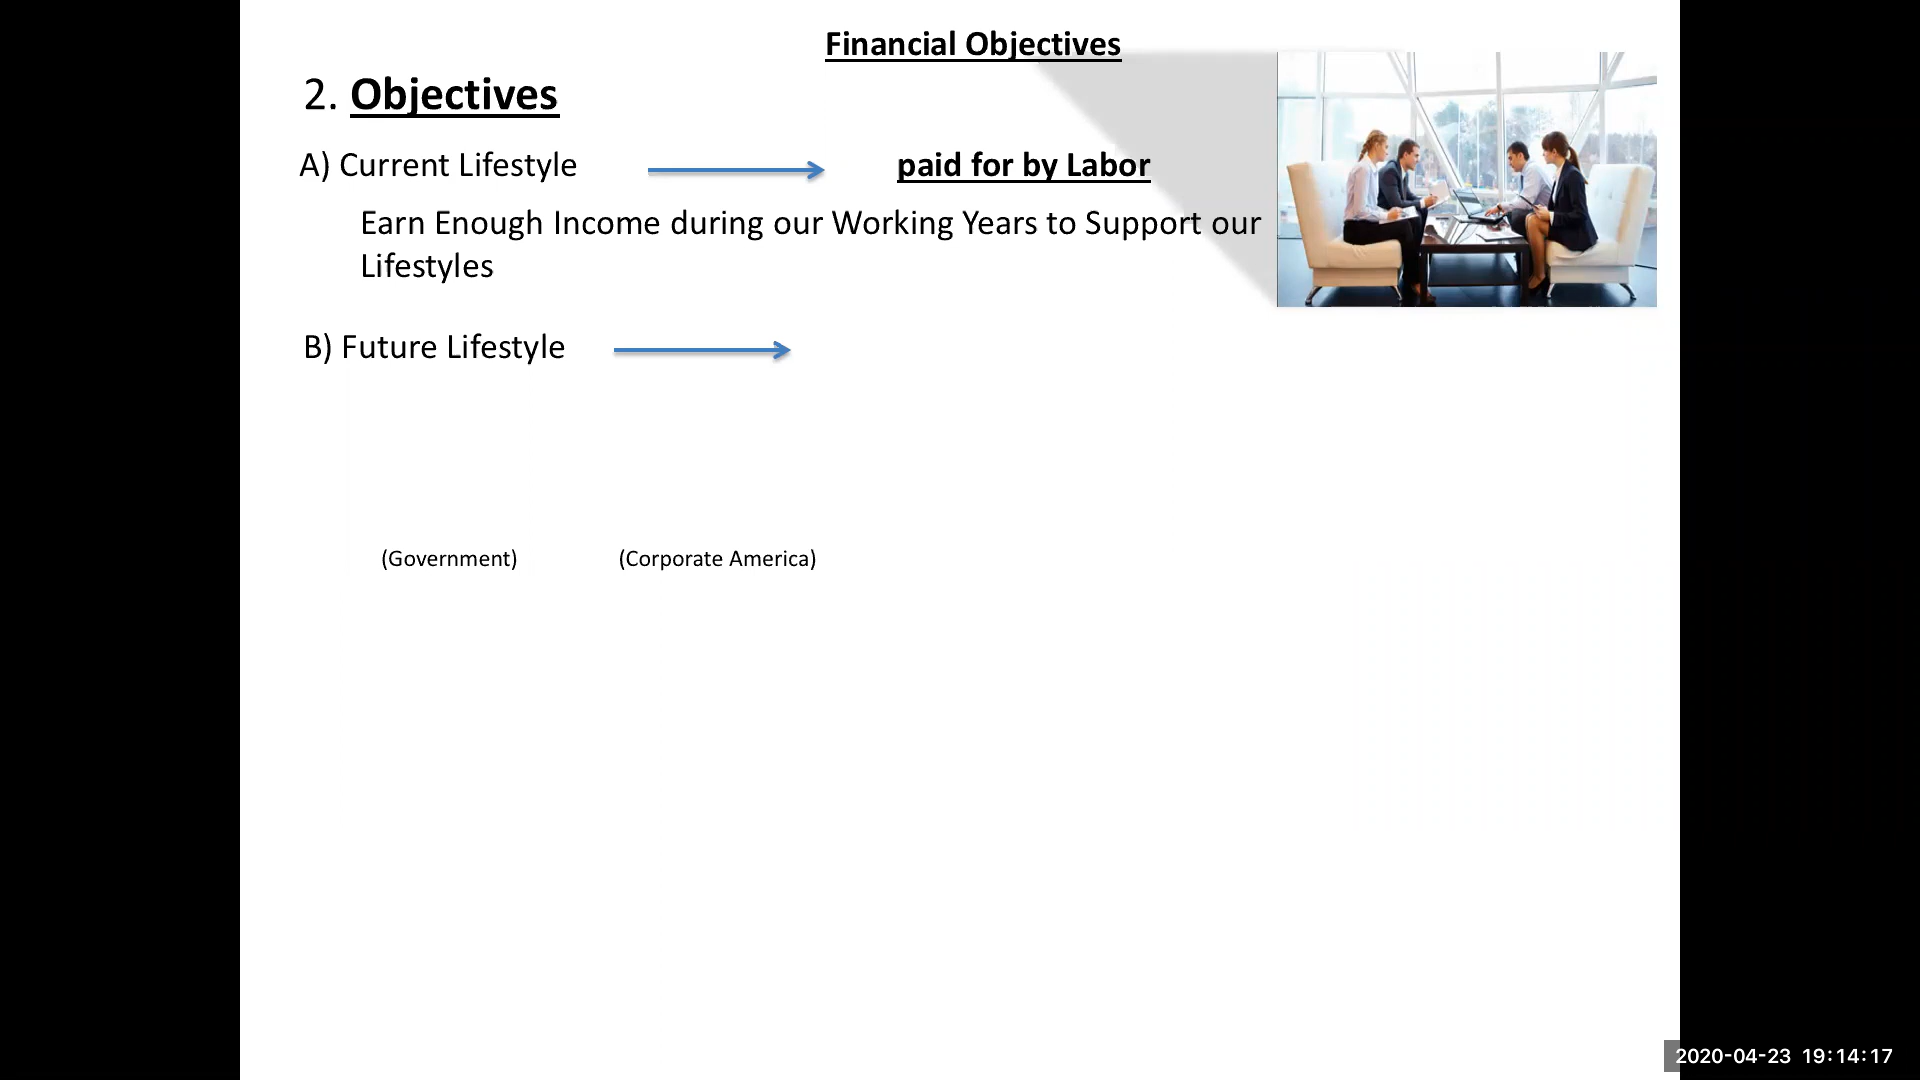 Financial Objectives
2. Objectives
A) Current Lifestyle paid for by Labor
Earn Enough Income during our Working Years to Support our
Lifestyles
B) Future Lifestyle
(Government) (Corporate America)
2020-04-23 19:14:17